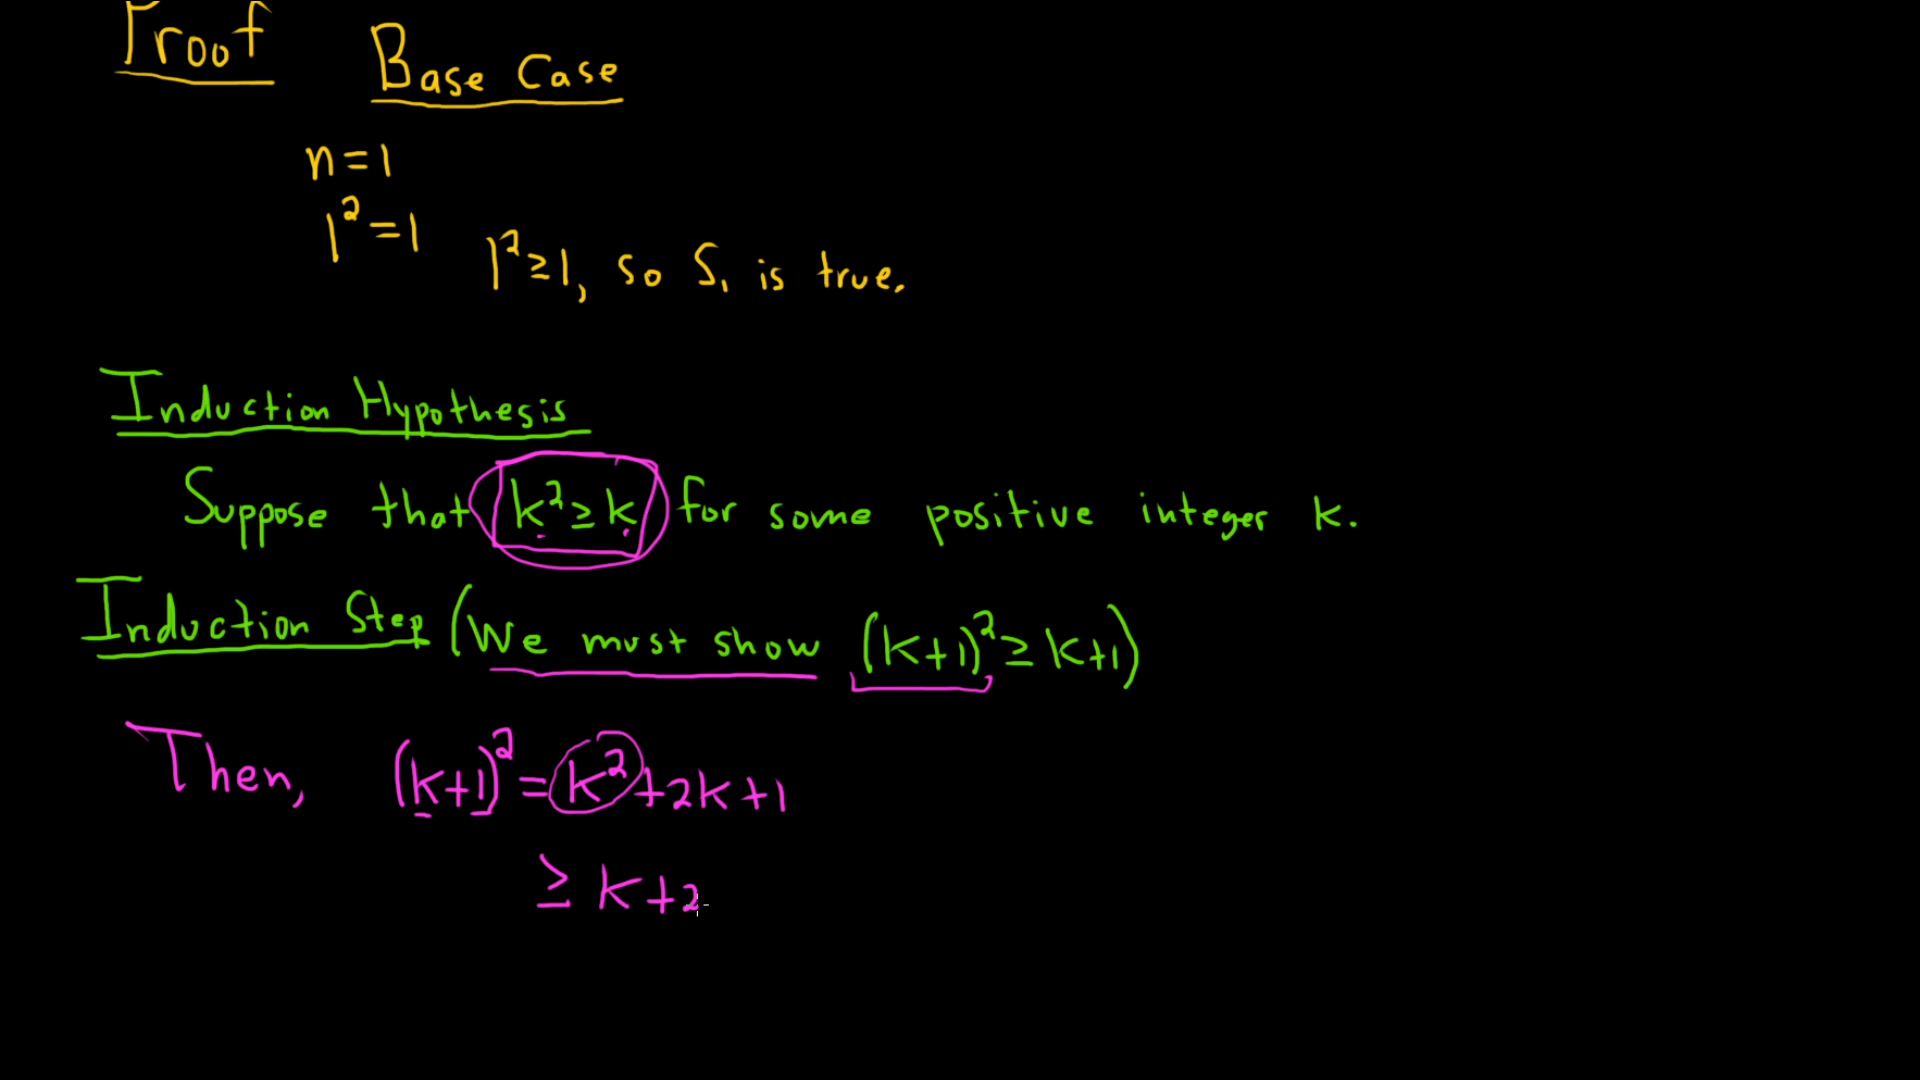 Proof Base Case
n=1
1²=1 1²≥1, so S₁ is true.
Induction Hypothesis
Suppose that k²≥k for some positive integer k.
Induction Step (We must show (k+1)²≥k+1)
Then, (k+1)²=k²+2k+1
≥k+2